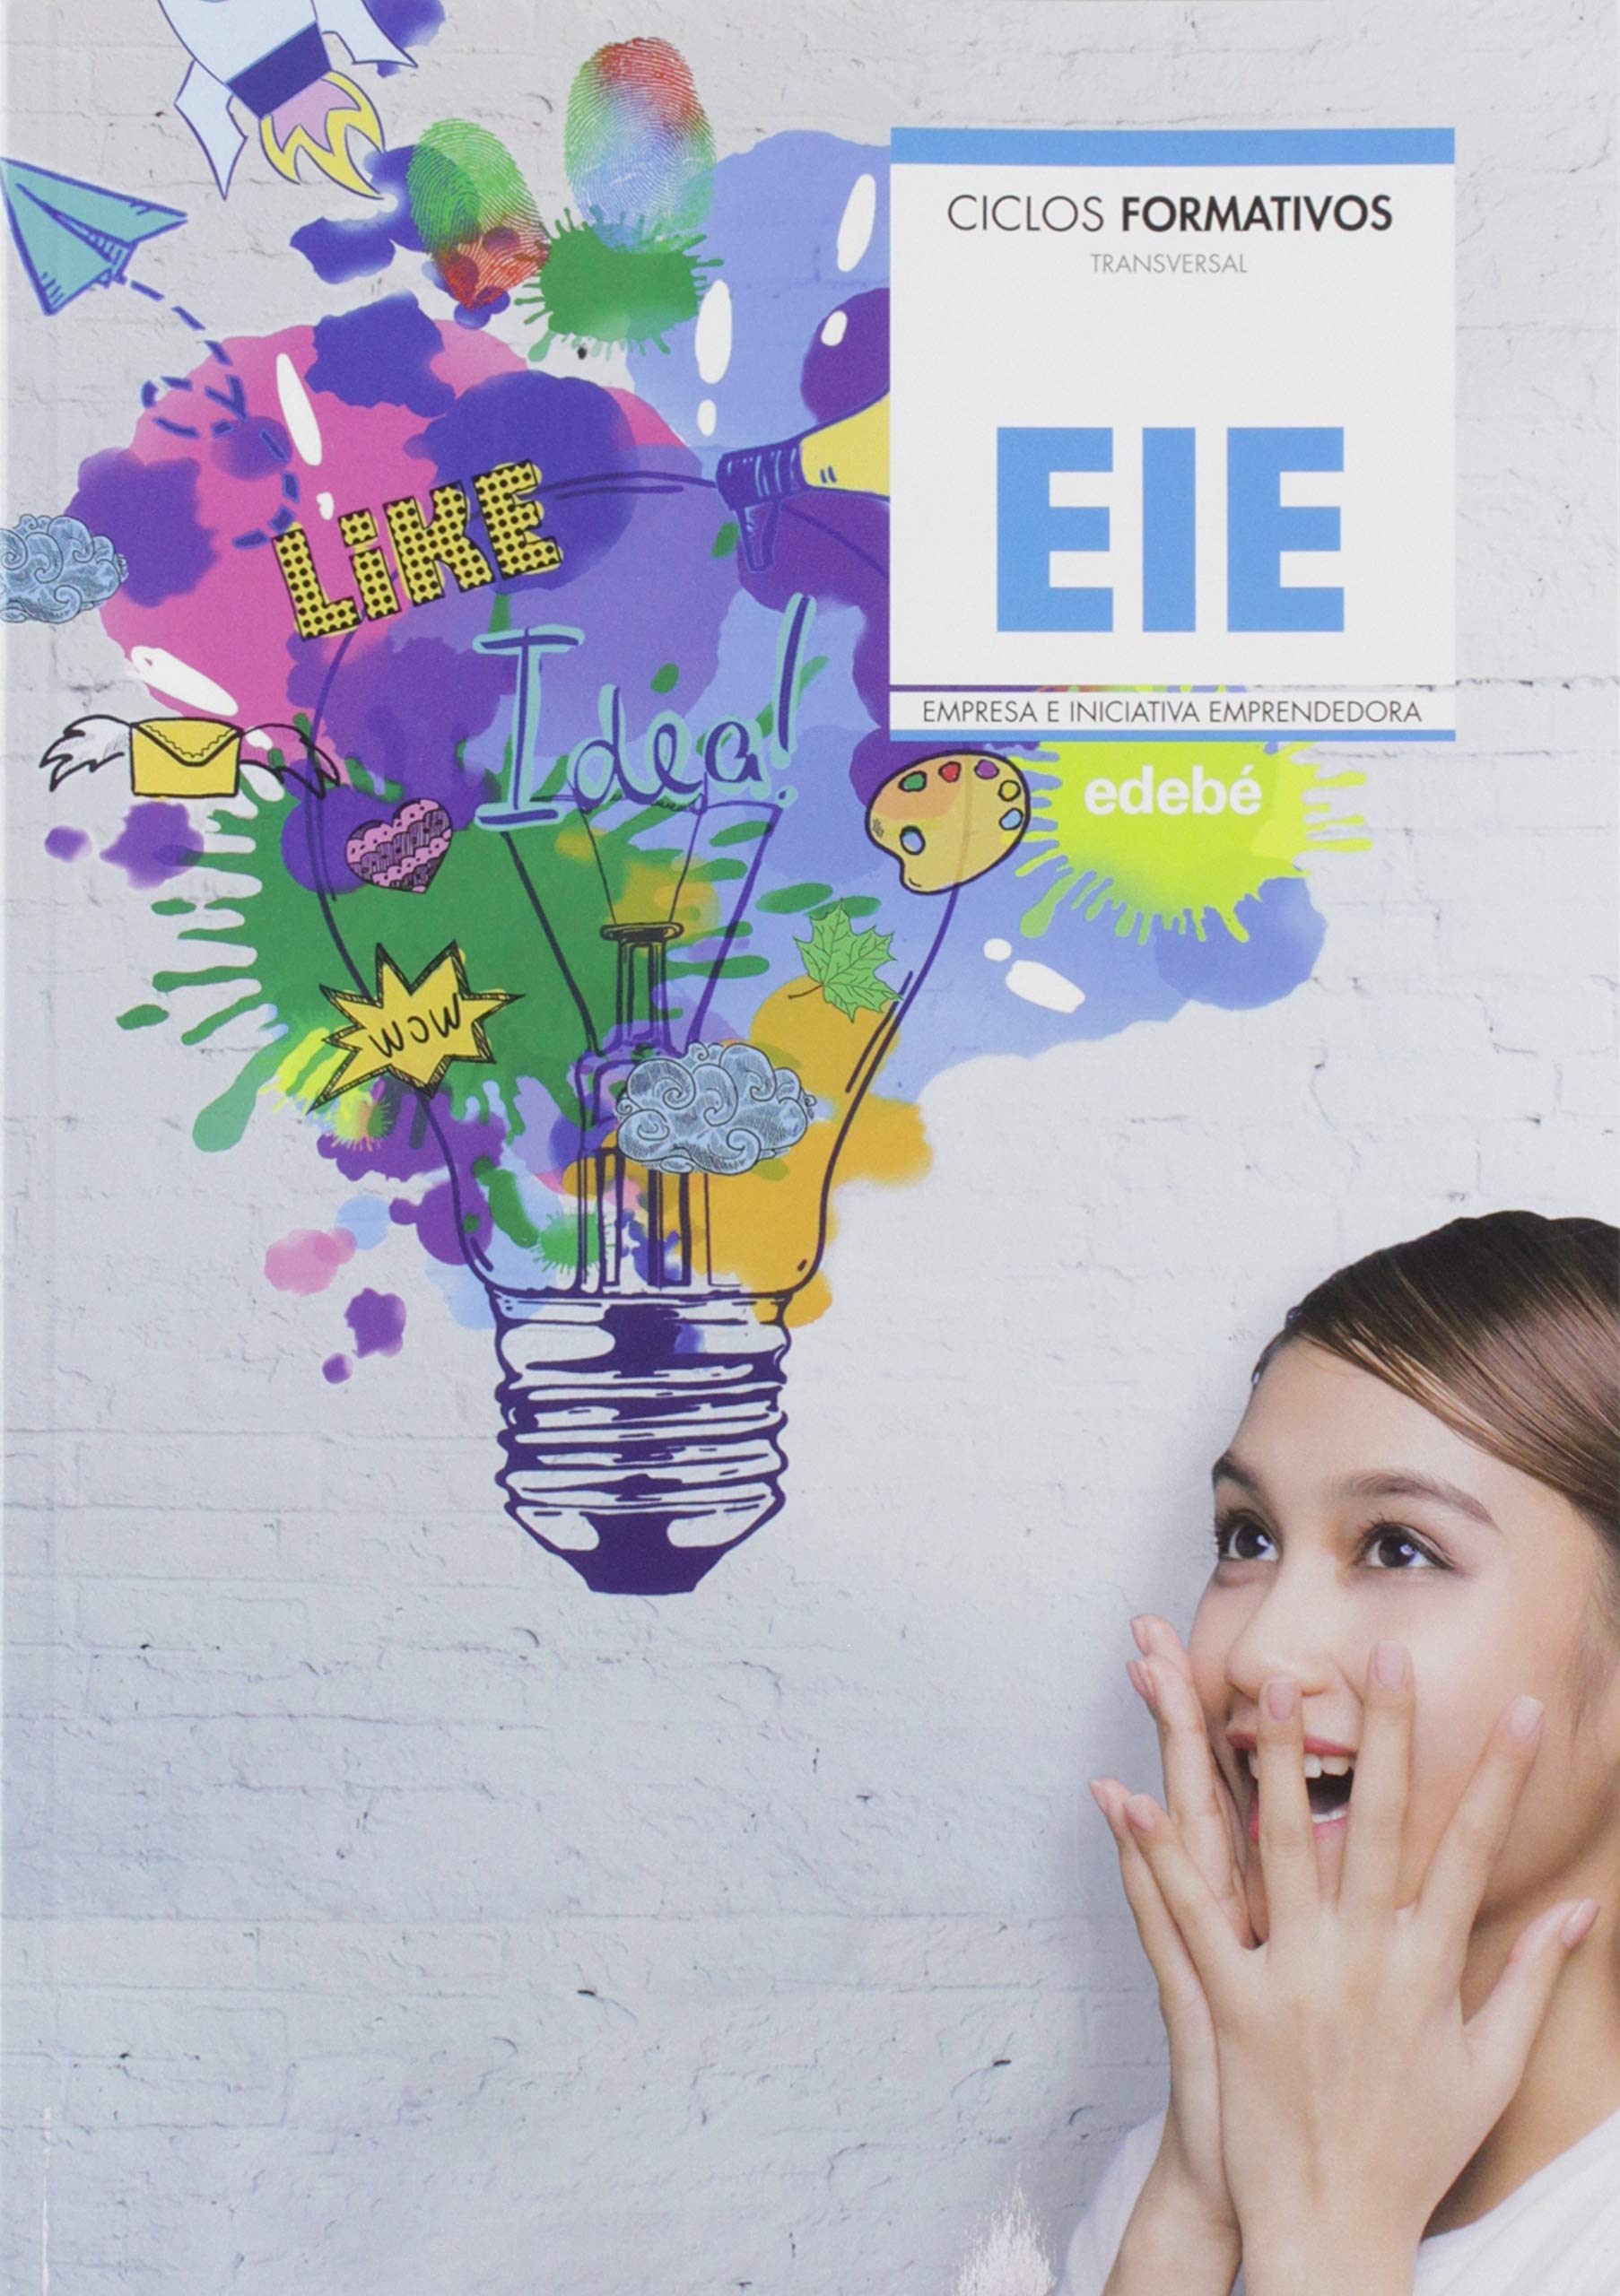 CICLOS FORMATIVOS
TRANSVERSAL
EIE
EMPRESA E INICIATIVA EMPRENDEDORA
edebé
LiKE
Idea!
WOW